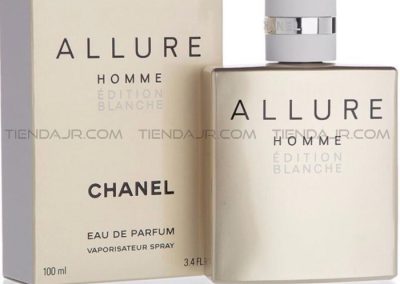 ALLURE
HOMME
ÉDITION
BLANCHE
TIENDAJR.COM TIENDAJR.COM TIENDAJR.COM
CHANEL
EAU DE PARFUM
VAPORISATEUR SPRAY
100 ml
3.4 FL
ALLURE
HOMME
ÉDITION
BLANCHE